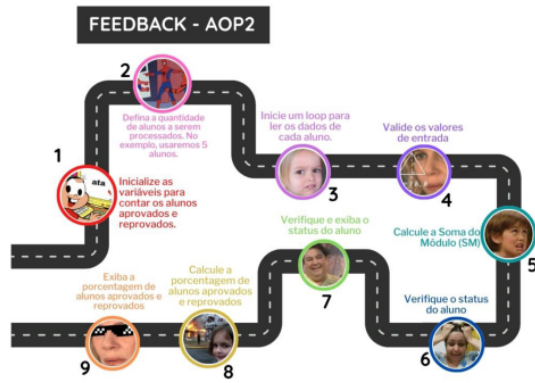 FEEDBACK - AOP2
1
ata
Inicialize as
variáveis para
contar os alunos
aprovados e
reprovados.
2
Defina a quantidade
de alunos a serem
processados. No
exemplo, usaremos 5
alunos.
Inicie um loop para
ler os dados de
cada aluno.
3
Valide os valores
de entrada
4
Calcule a Soma do
Módulo (SM)
5
Verifique o status
do aluno
6
Verifique e exiba o
status do aluno
7
Calcule a
porcentagem de
alunos aprovados
e reprovados
8
Exiba a
porcentagem de
alunos aprovados e
reprovados
9